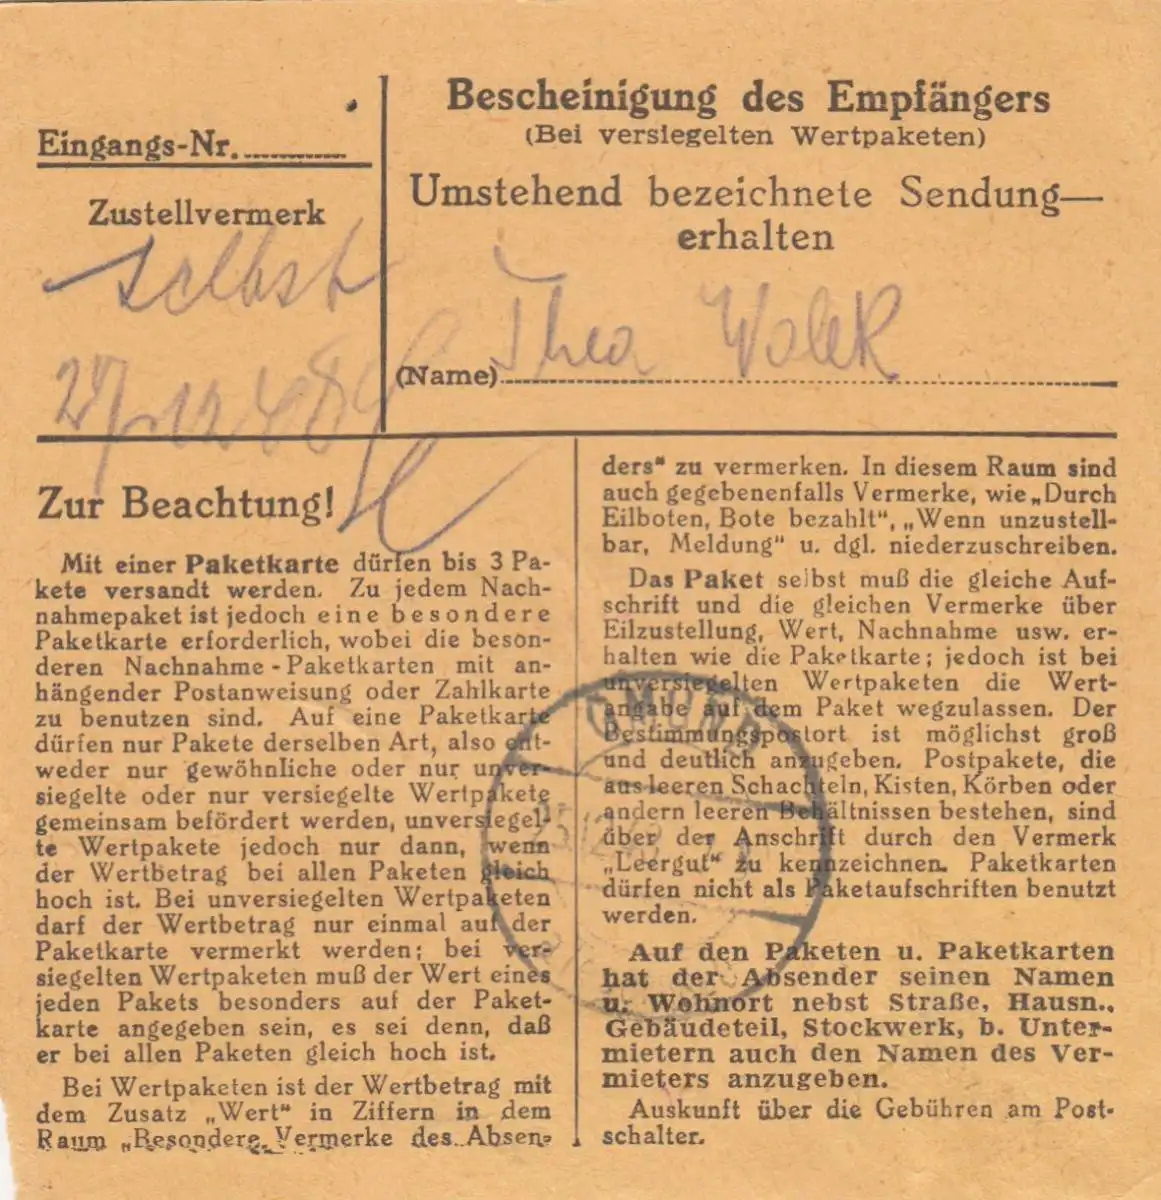 Eingangs-Nr.
Zustellvermerk
selbst
Bescheinigung des Empfängers
(Bei versiegelten Wertpaketen)
Umstehend bezeichnete Sendung—
erhalten
(Name) Thea
Zur Beachtung!
Mit einer Paketkarte dürfen bis 3 Pa-
kete versandt werden. Zu jedem Nach-
nahmepaket ist jedoch eine besondere
Paketkarte erforderlich, wobei die beson-
deren Nachnahme-Paketkarten mit an-
hängender Postanweisung oder Zahlkarte
zu benutzen sind. Auf eine Paketkarte
dürfen nur Pakete derselben Art, also ent-
weder nur gewöhnliche oder nur unver-
siegelte oder nur versiegelte Wertpakete
gemeinsam befördert werden, unversiegel-
te Wertpakete jedoch nur dann, wenn
der Wertbetrag bei allen Paketen gleich
hoch ist. Bei unversiegelten Wertpaketen
darf der Wertbetrag nur einmal auf der
Paketkarte vermerkt werden; bei ver-
siegelten Wertpaketen muß der Wert eines
jeden Pakets besonders auf der Paket-
karte angegeben sein, es sei denn, daß
er bei allen Paketen gleich hoch ist.
Bei Wertpaketen ist der Wertbetrag mit
dem Zusatz „Wert“ in Ziffern in dem
Raum „Besondere Vermerke des Absen-
ders“ zu vermerken. In diesem Raum sind
auch gegebenenfalls Vermerke, wie „Durch
Eilboten, Bote bezahlt“, „Wenn unzustell-
bar, Meldung“ u. dgl. niederzuschreiben.
Das Paket selbst muß die gleiche Auf-
schrift und die gleichen Vermerke über
Eilzustellung, Wert, Nachnahme usw. er-
halten wie die Paketkarte; jedoch ist bei
unversiegelten Wertpaketen die Wert-
angabe auf dem Paket wegzulassen. Der
Bestimmungspostort ist möglichst groß
und deutlich anzugeben. Postpakete, die
aus leeren Schachteln, Kisten, Körben oder
andern leeren Behältnissen bestehen, sind
über der Anschrift durch den Vermerk
„Leergut“ zu kennzeichnen. Paketkarten
dürfen nicht als Paketaufschriften benutzt
werden.
Auf den Paketen u. Paketkarten
hat der Absender seinen Namen
u. Wohnort nebst Straße, Hausn.,
Gebäudeteil, Stockwerk, b. Unter-
mietern auch den Namen des Ver-
mieters anzugeben.
Auskunft über die Gebühren am Post-
schalter.